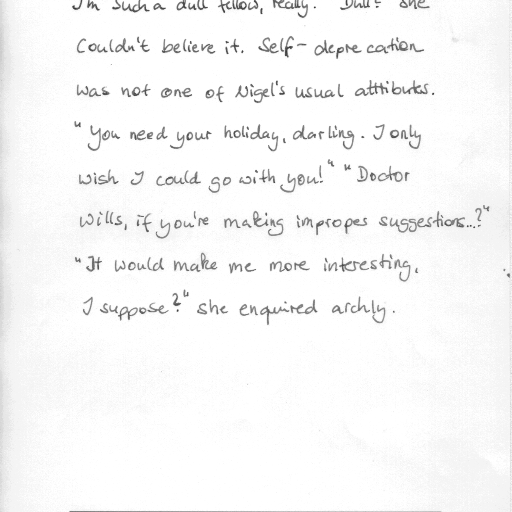 I'm such a dull fellow, really." "Dull?" She
couldn't believe it. Self-deprecation
was not one of Nigel's usual attributes.
"You need your holiday, darling. I only
wish I could go with you!" "Doctor
Wills, if you're making impropes suggestions...?"
"It would make me more interesting,
I suppose?" she enquired archly.